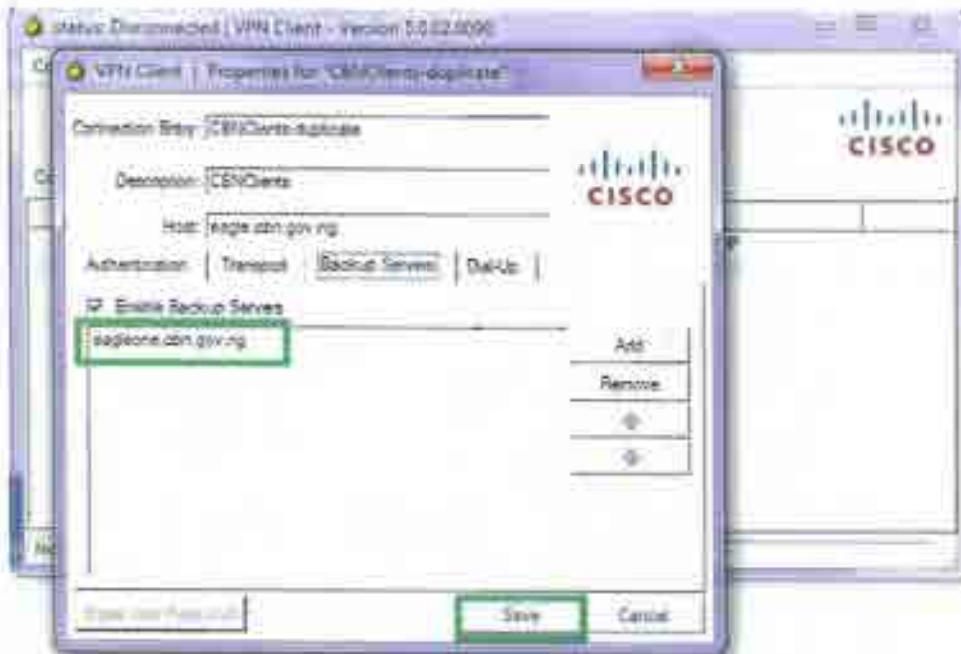 status: Disconnected | VPN Client - Version 5.0.02.0090
VPN Client | Properties for "CBNClients-duplicate"
CISCO
Connection Entry: CBNClients-duplicate
Description: CBNClients
CISCO
Host: eagle.cbn.gov.ng
Authentication | Transport | Backup Servers | Dial-Up |
Enable Backup Servers
eagleone.cbn.gov.ng
Add
Remove
Save
Cancel